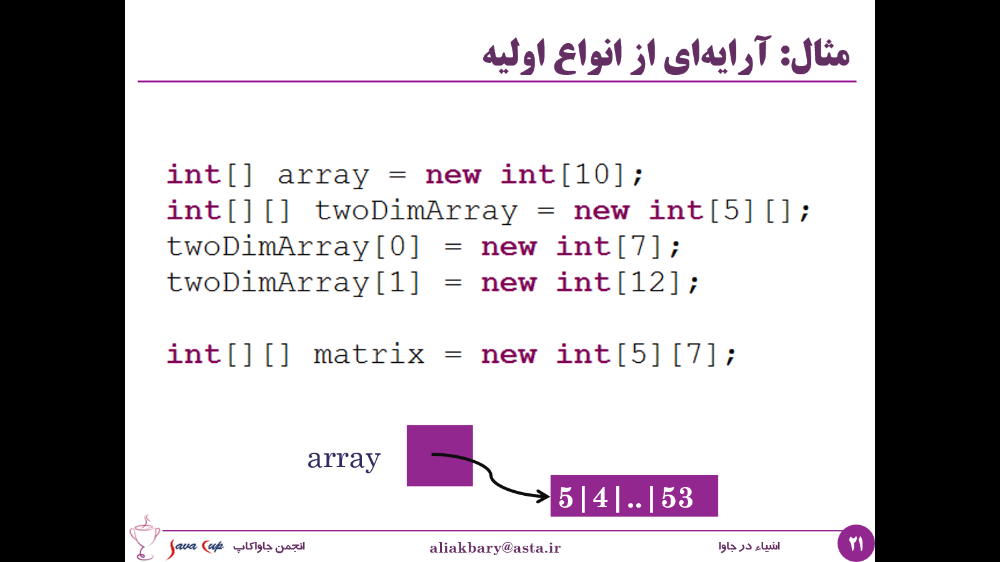 مثال: آرایه‌ای از انواع اولیه
int[] array = new int[10];
int[][] twoDimArray = new int[5][];
twoDimArray[0] = new int[7];
twoDimArray[1] = new int[12];
int[][] matrix = new int[5][7];
array
5|4|..|53
۲۱
اشیاء در جاوا
aliakbary@asta.ir
انجمن جاواکاپ
Java Cup